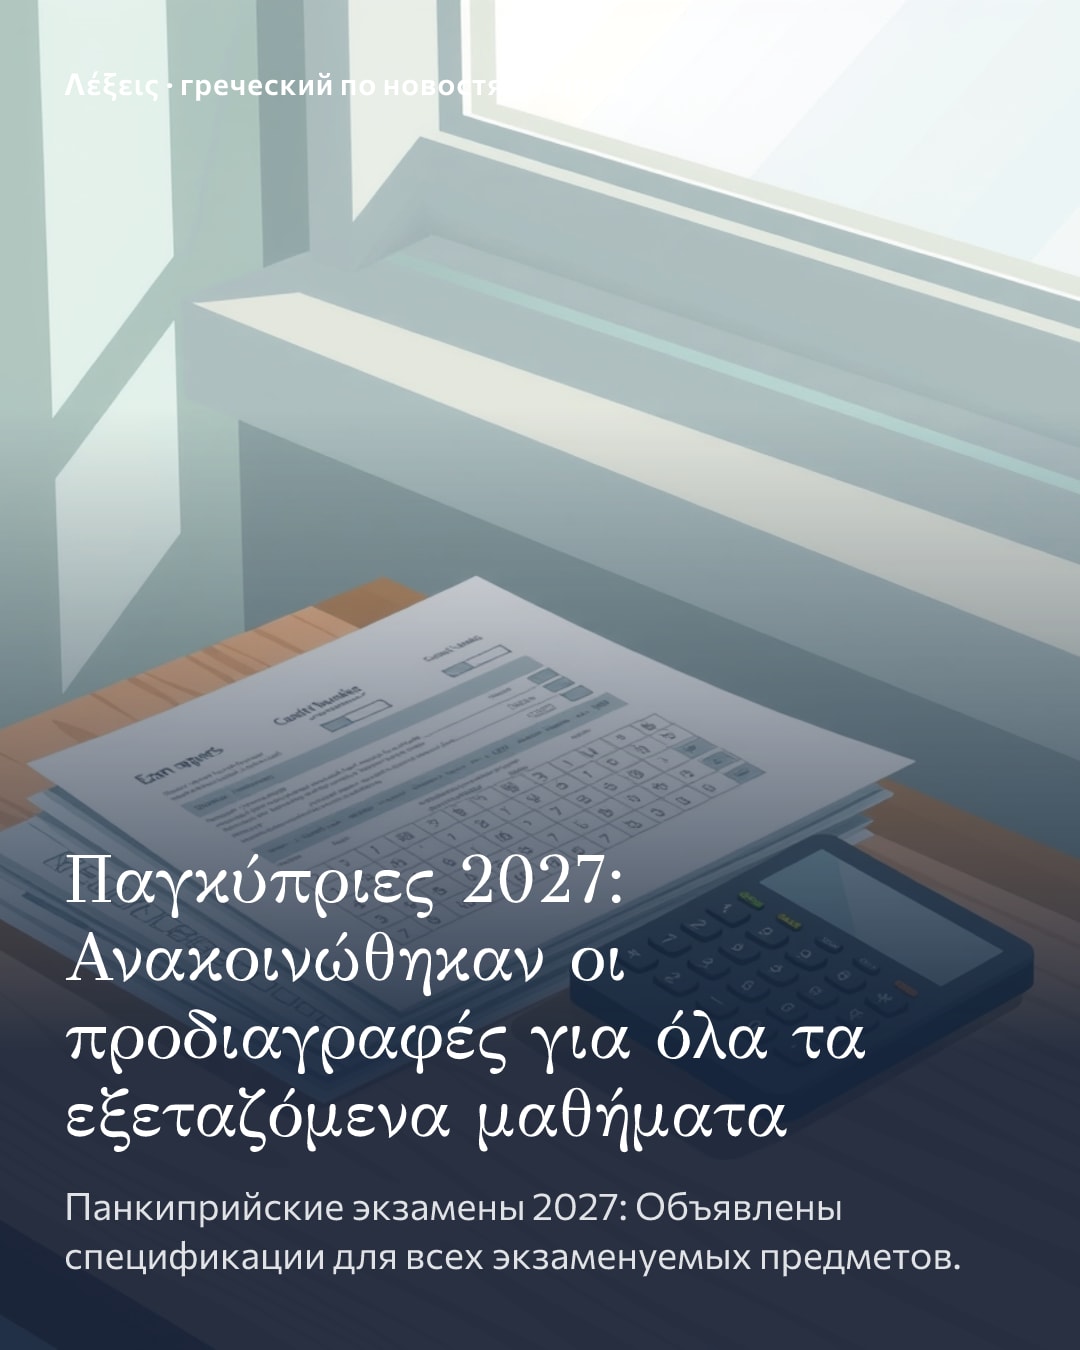 Λέξεις · греческий по новостя
Παγκύπριες 2027:
Ανακοινώθηκαν οι
προδιαγραφές για όλα τα
εξεταζόμενα μαθήματα
Панкиприйские экзамены 2027: Объявлены
спецификации для всех экзаменуемых предметов.